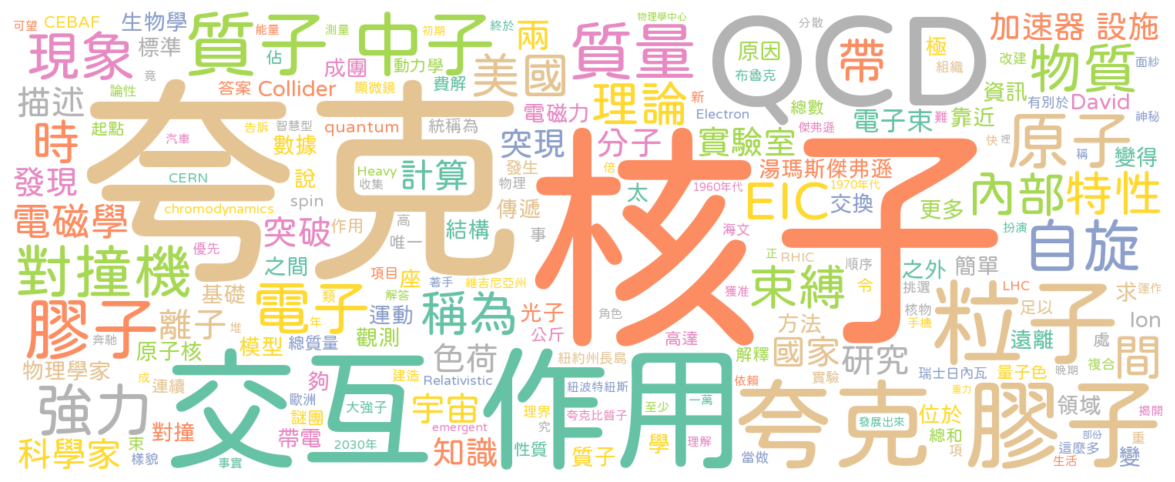 可望 CEBAF 生物學 質子 中子 能量 測量 初期 終於 兩 質量 QCD 物理學中心 分散 帶 極 加速器 設施
現象 標準 佔 成團 動力學 美國 原因 布魯克 組織 物質 改建 面紗
竟 答案 Collider 顯微鏡 費解 理論 總數 資訊 有別於 David
描述 論性 夸克 電磁力 新 Electron 電子束 靠近 難 神秘
時 起點 汽車 告訴 智慧型 quantum 統稱為 突現 分子 實驗室 傑弗遜 原子 快 裡
數據 核子 稱 變得
發現 CERN 說 Heavy 收集 計算 發生 物理 太 倍 1960年代 湯瑪斯傑弗遜 1970年代 內部 特性
電磁學 chromodynamics spin 作用 高 傳遞 EIC 交換 更多 扮演
優先 突破 唯一 結構 事 海文 正 RHIC 順序 之外 簡單 自旋
對撞機 之間 項目 座 著手 維吉尼亞州 獲准 束縛 令 挑選 LHC 求 運作
基礎 電子 類 解答 稱為 光子 角色 核物 手機 足以
膠子 奔馳 堆 離子 年 運動 公斤 高達 方法 粒子 遠離 Ion 間
原子核 模型 總質量 觀測 色荷 紐約州長島 解釋 國家 研究 處 複合
物理學家 成 連續 交互作用 夠 建造 Relativistic 紐波特紐斯 依賴 實驗 瑞士日內瓦 重力 量子色 晚期
強力 歐洲 大強子 宇宙 理界 夸克比質子 至少 一萬 夸克 膠子 發展出來 位於 領域 揭開
束 對撞 謎團 帶電 究 emergent 理解 學 總和 項 部份 重
科學家 樣貌 事實 2030年 知識 性質 質子 當做 這麼多 生活 變